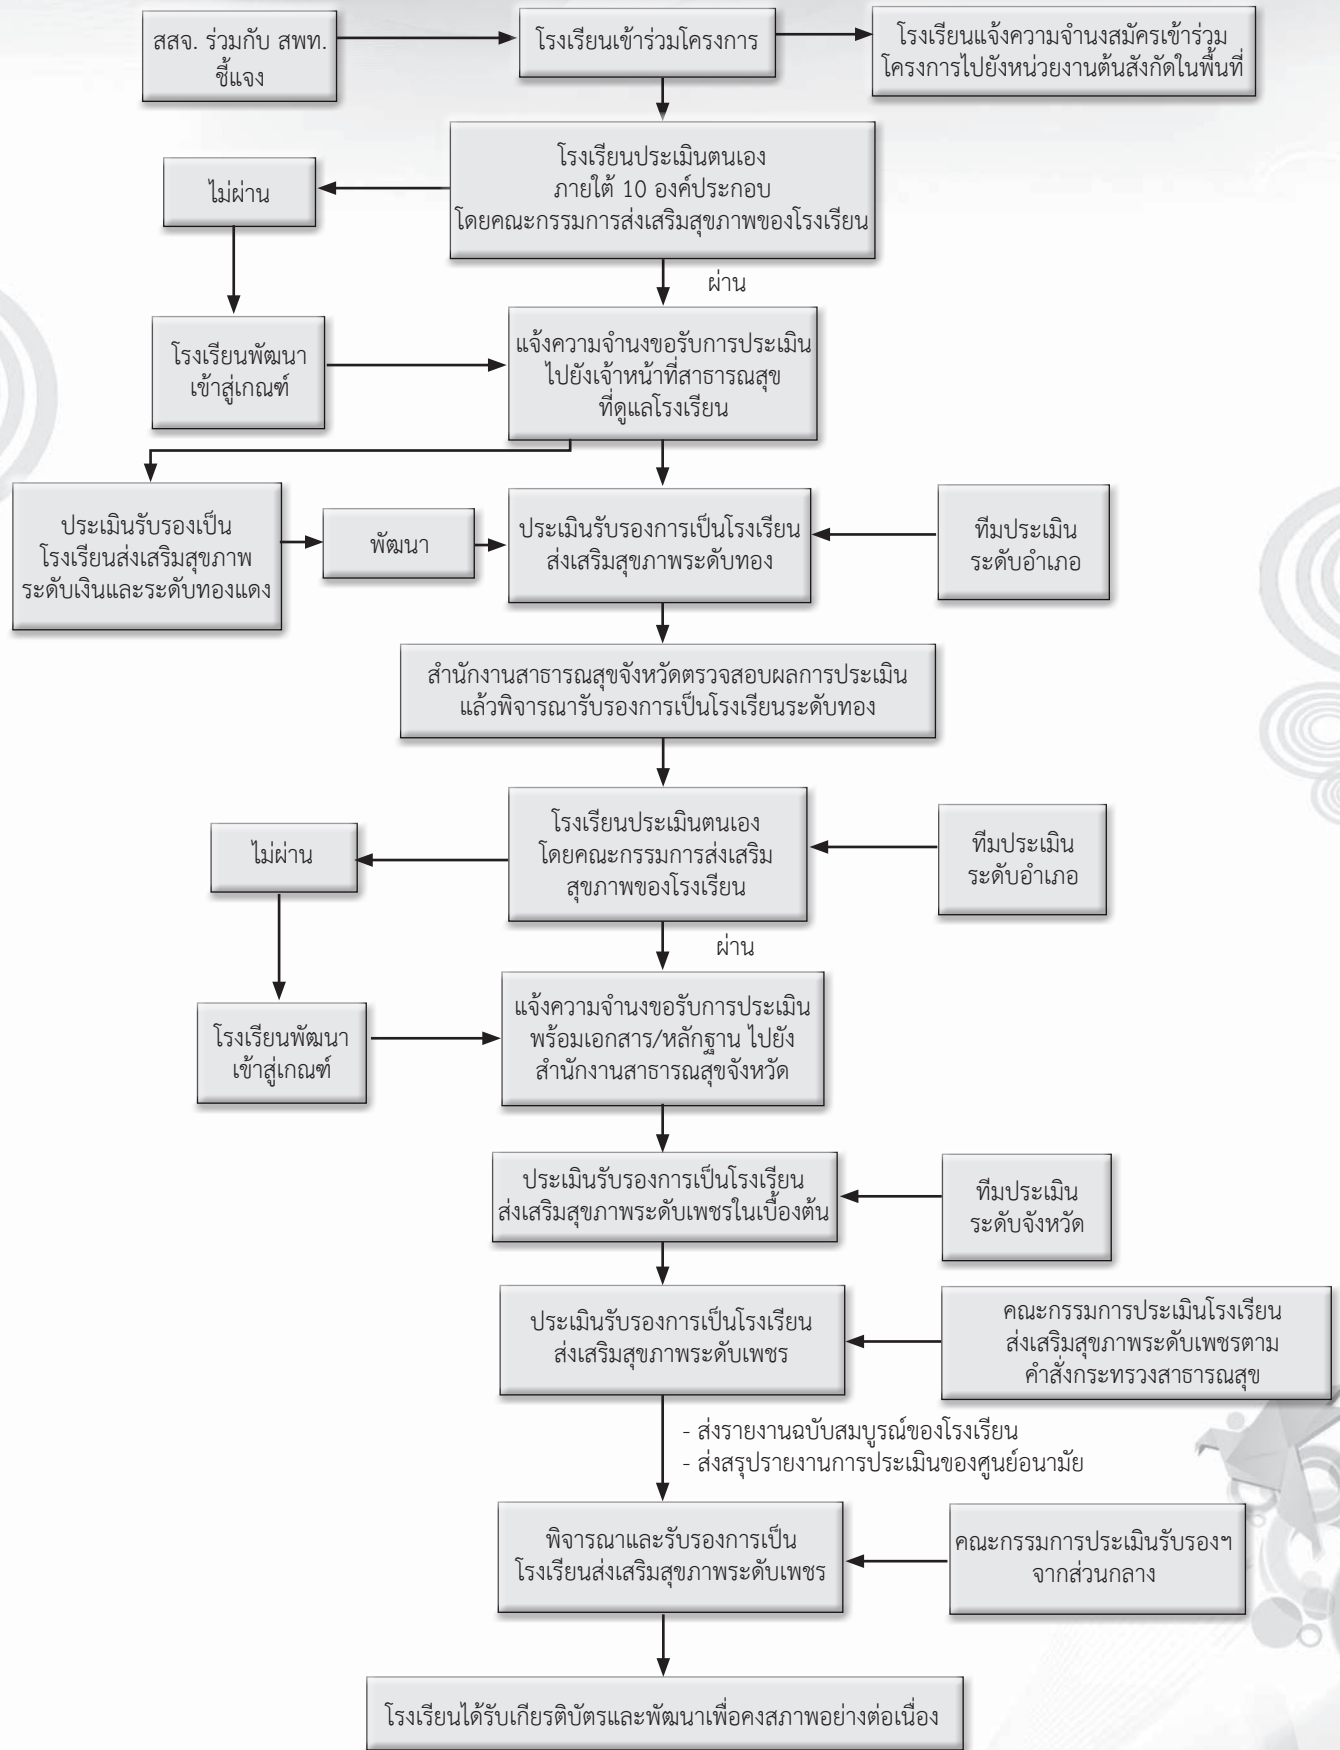 สสจ. ร่วมกับ สพท.
ชี้แจง
โรงเรียนเข้าร่วมโครงการ
โรงเรียนแจ้งความจำนงสมัครเข้าร่วม
โครงการไปยังหน่วยงานต้นสังกัดในพื้นที่
โรงเรียนประเมินตนเอง
ภายใต้ 10 องค์ประกอบ
โดยคณะกรรมการส่งเสริมสุขภาพของโรงเรียน
ไม่ผ่าน
ผ่าน
โรงเรียนพัฒนา
เข้าสู่เกณฑ์
แจ้งความจำนงขอรับการประเมิน
ไปยังเจ้าหน้าที่สาธารณสุข
ที่ดูแลโรงเรียน
ประเมินรับรองเป็น
โรงเรียนส่งเสริมสุขภาพ
ระดับเงินและระดับทองแดง
พัฒนา
ประเมินรับรองการเป็นโรงเรียน
ส่งเสริมสุขภาพระดับทอง
ทีมประเมิน
ระดับอำเภอ
สำนักงานสาธารณสุขจังหวัดตรวจสอบผลการประเมิน
แล้วพิจารณารับรองการเป็นโรงเรียนระดับทอง
โรงเรียนประเมินตนเอง
โดยคณะกรรมการส่งเสริม
สุขภาพของโรงเรียน
ไม่ผ่าน
ทีมประเมิน
ระดับอำเภอ
ผ่าน
โรงเรียนพัฒนา
เข้าสู่เกณฑ์
แจ้งความจำนงขอรับการประเมิน
พร้อมเอกสาร/หลักฐาน ไปยัง
สำนักงานสาธารณสุขจังหวัด
ประเมินรับรองการเป็นโรงเรียน
ส่งเสริมสุขภาพระดับเพชรในเบื้องต้น
ทีมประเมิน
ระดับจังหวัด
ประเมินรับรองการเป็นโรงเรียน
ส่งเสริมสุขภาพระดับเพชร
คณะกรรมการประเมินโรงเรียน
ส่งเสริมสุขภาพระดับเพชรตาม
คำสั่งกระทรวงสาธารณสุข
- ส่งรายงานฉบับสมบูรณ์ของโรงเรียน
- ส่งสรุปรายงานการประเมินของศูนย์อนามัย
พิจารณาและรับรองการเป็น
โรงเรียนส่งเสริมสุขภาพระดับเพชร
คณะกรรมการประเมินรับรองฯ
จากส่วนกลาง
โรงเรียนได้รับเกียรติบัตรและพัฒนาเพื่อคงสภาพอย่างต่อเนื่อง